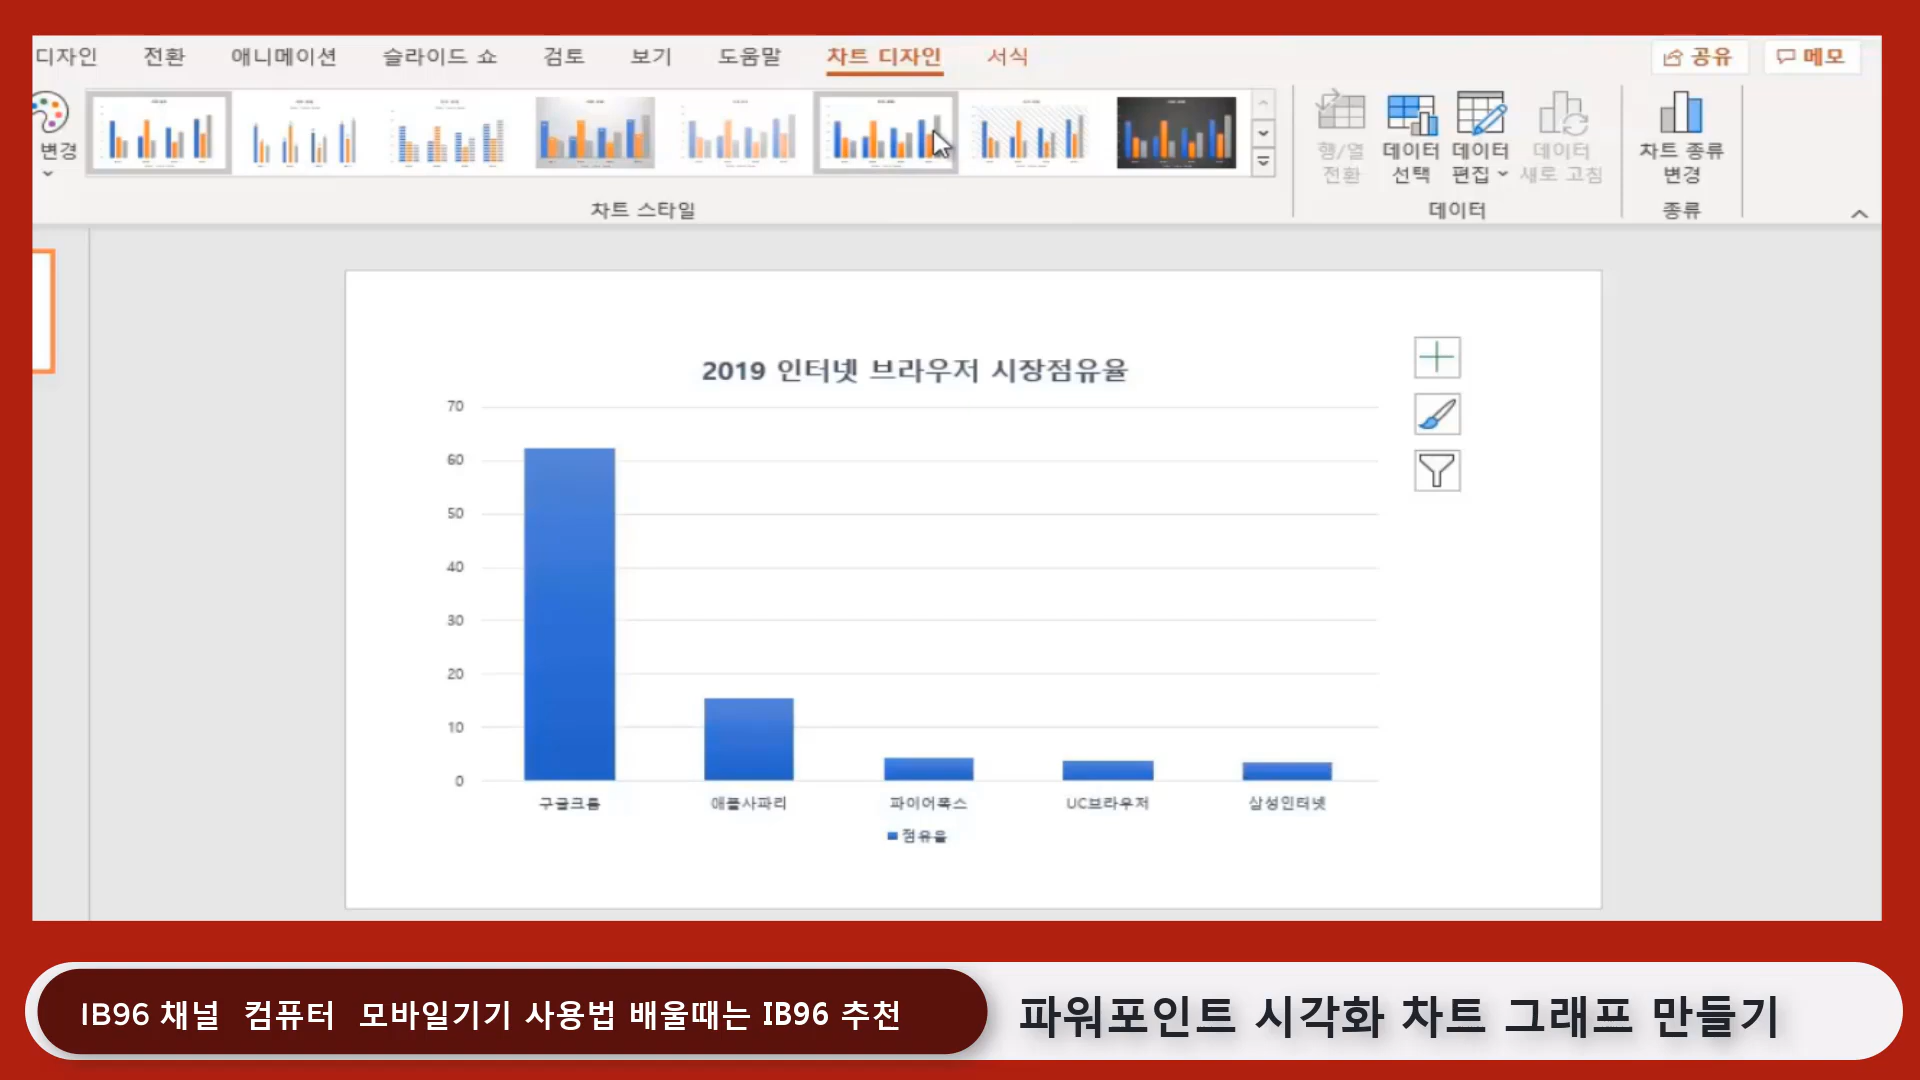 디자인 전환 애니메이션 슬라이드 쇼 검토 보기 도움말 차트 디자인 서식 공유 메모
변경
행/열 전환
데이터 선택
데이터 편집
데이터 새로 고침
차트 종류 변경
차트 스타일 데이터 종류
2019 인터넷 브라우저 시장점유율
70
60
50
40
30
20
10
0
구글크롬 애플사파리 파이어폭스 UC브라우저 삼성인터넷
점유율
IB96 채널 컴퓨터 모바일기기 사용법 배울때는 IB96 추천
파워포인트 시각화 차트 그래프 만들기